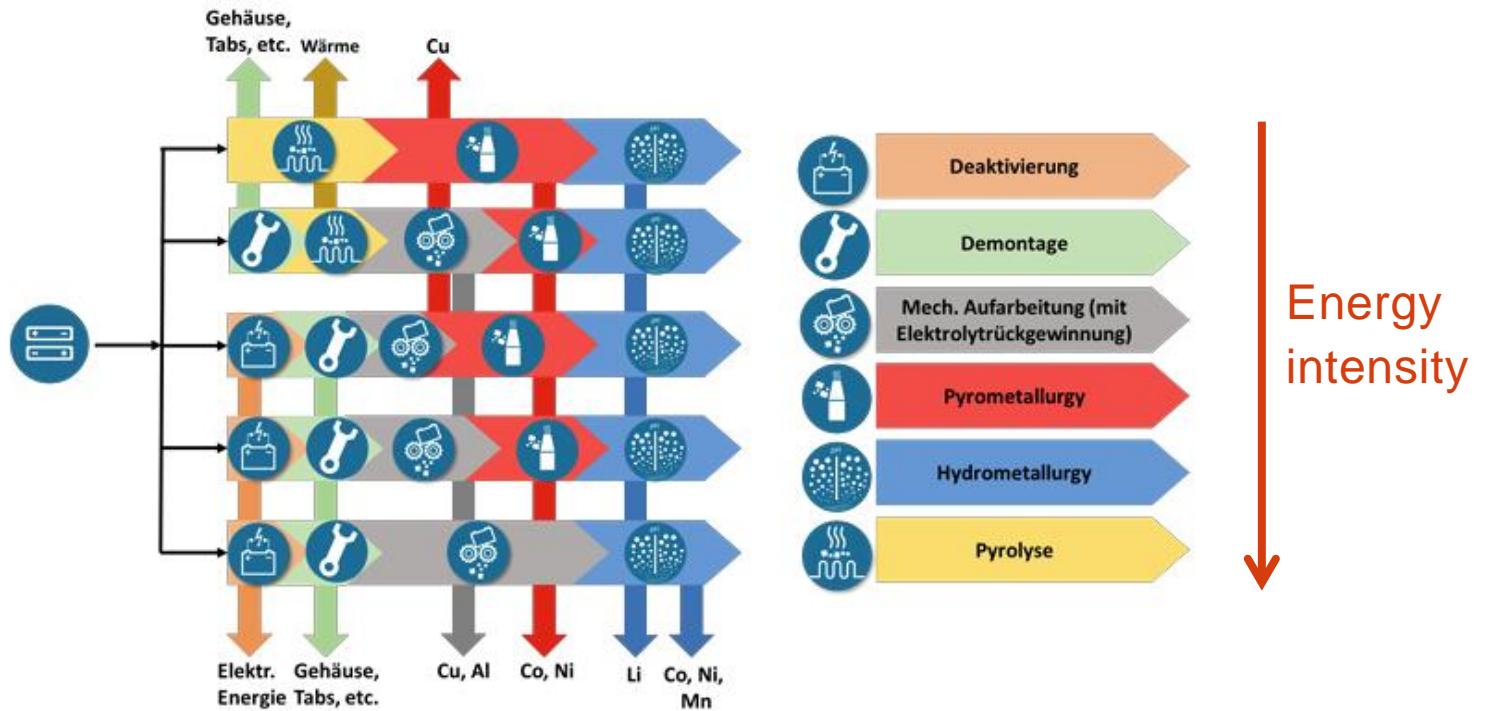 Gehäuse,
Tabs, etc.
Wärme
Cu
Elektr.
Energie
Gehäuse,
Tabs, etc.
Cu, Al
Co, Ni
Li
Co, Ni,
Mn
Deaktivierung
Demontage
Mech. Aufarbeitung (mit
Elektrolytrückgewinnung)
Pyrometallurgy
Hydrometallurgy
Pyrolyse
Energy
intensity